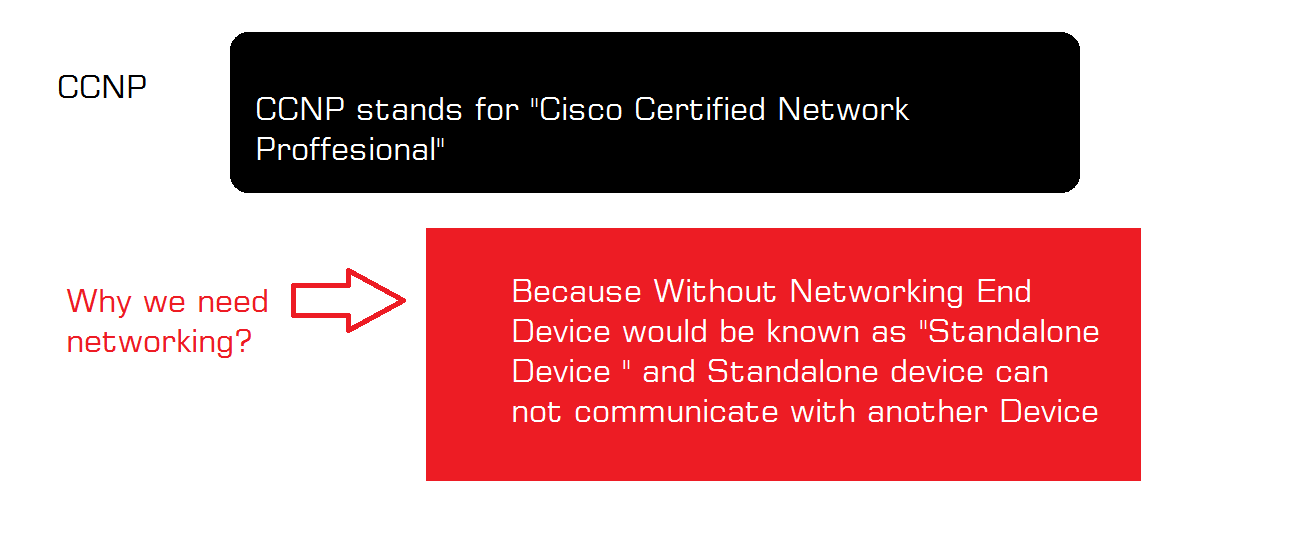 CCNP
CCNP stands for "Cisco Certified Network
Proffesional"
Why we need
networking?
Because Without Networking End
Device would be known as "Standalone
Device " and Standalone device can
not communicate with another Device